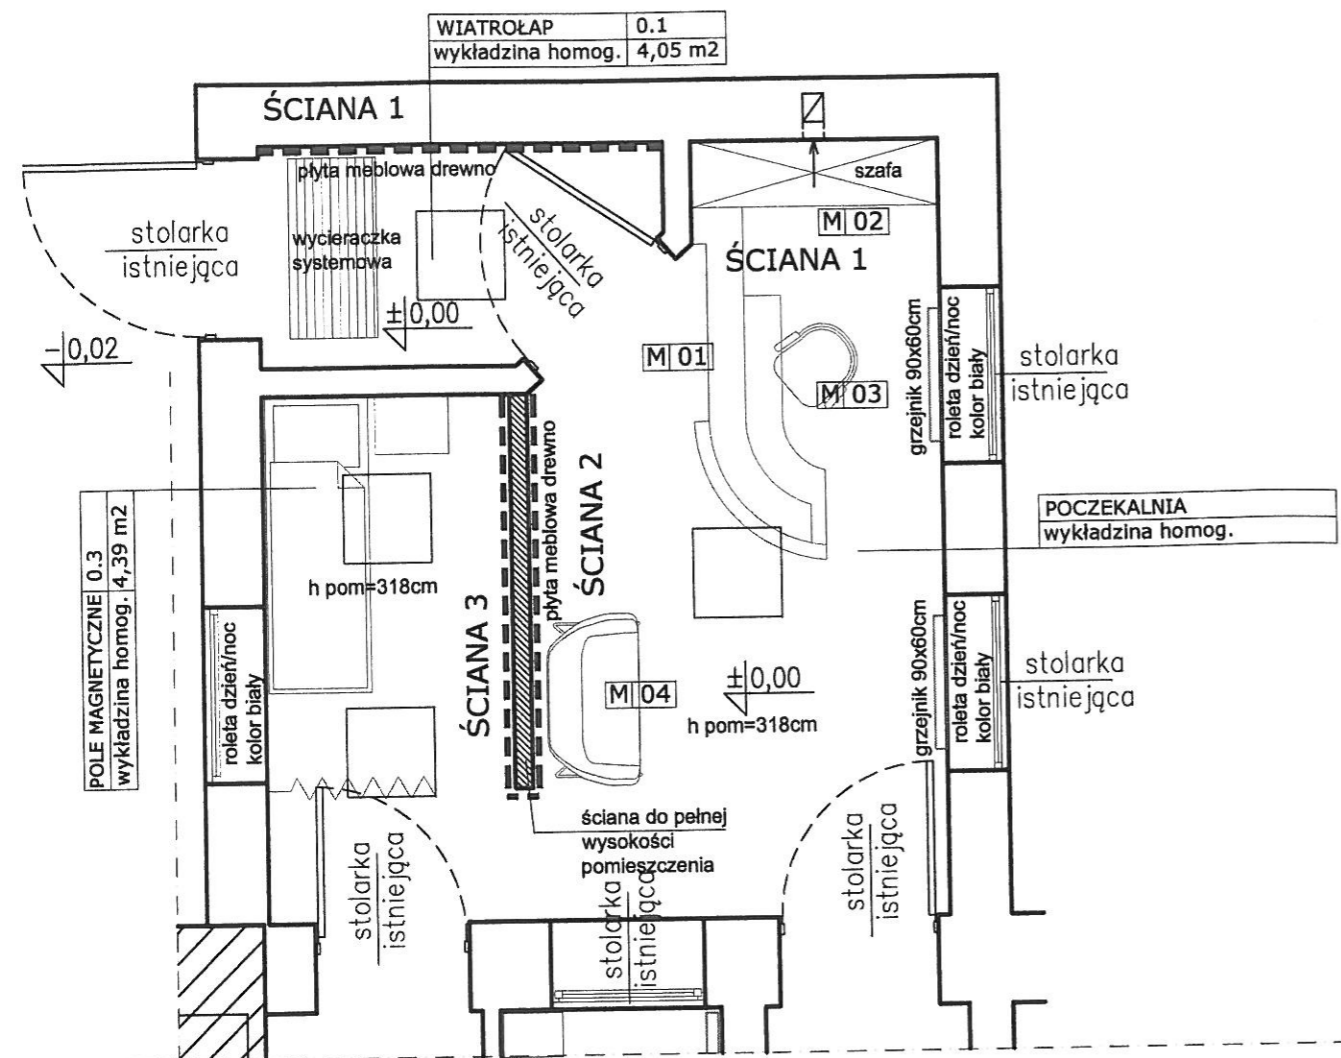 WIATROŁAP 0.1
wykładzina homog. 4,05 m2
ŚCIANA 1
płyta meblowa drewno
szafa
M 02
stolarka
istniejąca
wycieraczka
systemowa
stolarka
istniejąca
ŚCIANA 1
±0,00
-0,02
M 01
M 03
grzejnik 90x60cm
roleta dzień/noc
kolor biały
stolarka
istniejąca
płyta meblowa drewno
ŚCIANA 2
POCZEKALNIA
wykładzina homog.
POLE MAGNETYCZNE 0.3
wykładzina homog. 4,39 m2
h pom=318cm
ŚCIANA 3
roleta dzień/noc
kolor biały
M 04
±0,00
h pom=318cm
grzejnik 90x60cm
roleta dzień/noc
kolor biały
stolarka
istniejąca
ściana do pełnej
wysokości
pomieszczenia
stolarka
istniejąca
stolarka
istniejąca
stolarka
istniejąca